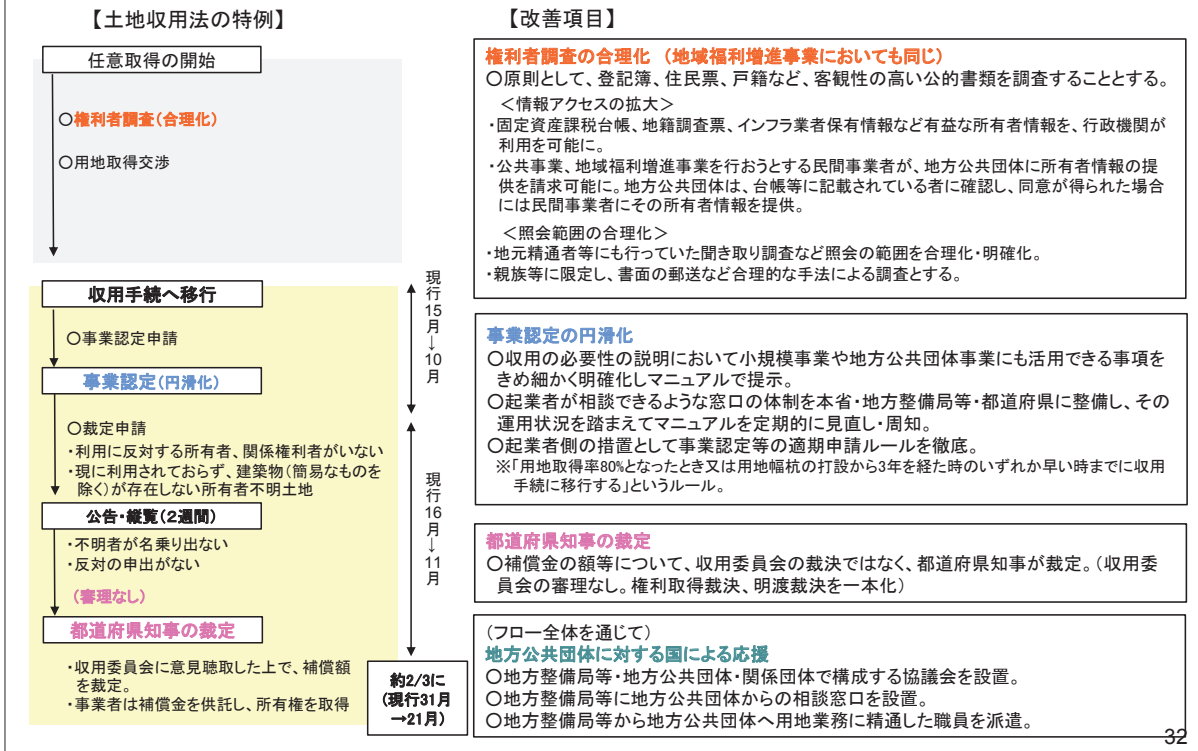 【土地収用法の特例】
任意取得の開始
○権利者調査(合理化)
○用地取得交渉
収用手続へ移行
○事業認定申請
事業認定(円滑化)
○裁定申請
・利用に反対する所有者、関係権利者がいない
・現に利用されておらず、建築物(簡易なものを
除く)が存在しない所有者不明土地
公告・縦覧(2週間)
・不明者が名乗り出ない
・反対の申出がない
(審理なし)
都道府県知事の裁定
・収用委員会に意見聴取した上で、補償額
を裁定。
・事業者は補償金を供託し、所有権を取得
現行15月→10月
現行16月→11月
約2/3に
(現行31月
→21月)
【改善項目】
権利者調査の合理化 (地域福利増進事業においても同じ)
○原則として、登記簿、住民票、戸籍など、客観性の高い公的書類を調査することとする。
<情報アクセスの拡大>
・固定資産課税台帳、地籍調査票、インフラ業者保有情報など有益な所有者情報を、行政機関が
利用を可能に。
・公共事業、地域福利増進事業を行おうとする民間事業者が、地方公共団体に所有者情報の提
供を請求可能に。地方公共団体は、台帳等に記載されている者に確認し、同意が得られた場合
には民間事業者にその所有者情報を提供。
<照会範囲の合理化>
・地元精通者等にも行っていた聞き取り調査など照会の範囲を合理化・明確化。
・親族等に限定し、書面の郵送など合理的な手法による調査とする。
事業認定の円滑化
○収用の必要性の説明において小規模事業や地方公共団体事業にも活用できる事項を
きめ細かく明確化しマニュアルで提示。
○起業者が相談できるような窓口の体制を本省・地方整備局等・都道府県に整備し、その
運用状況を踏まえてマニュアルを定期的に見直し・周知。
○起業者側の措置として事業認定等の適期申請ルールを徹底。
※「用地取得率80%となったとき又は用地幅杭の打設から3年を経た時のいずれか早い時までに収用
手続に移行する」というルール。
都道府県知事の裁定
○補償金の額等について、収用委員会の裁決ではなく、都道府県知事が裁定。(収用委
員会の審理なし。権利取得裁決、明渡裁決を一本化)
(フロー全体を通じて)
地方公共団体に対する国による応援
○地方整備局等・地方公共団体・関係団体で構成する協議会を設置。
○地方整備局等に地方公共団体からの相談窓口を設置。
○地方整備局等から地方公共団体へ用地業務に精通した職員を派遣。
32